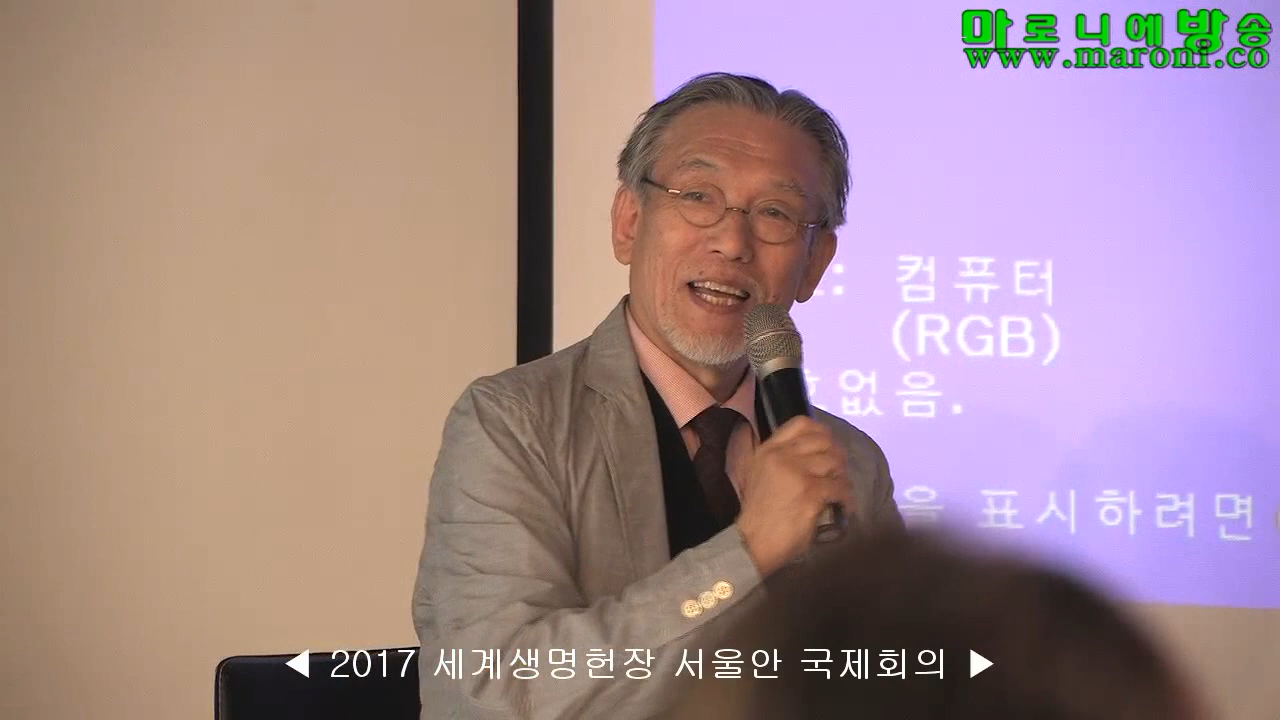 마로니에방송
www.maroni.co
: 컴퓨터
(RGB)
없음.
을 표시하려면
◀ 2017 세계생명헌장 서울안 국제회의 ▶